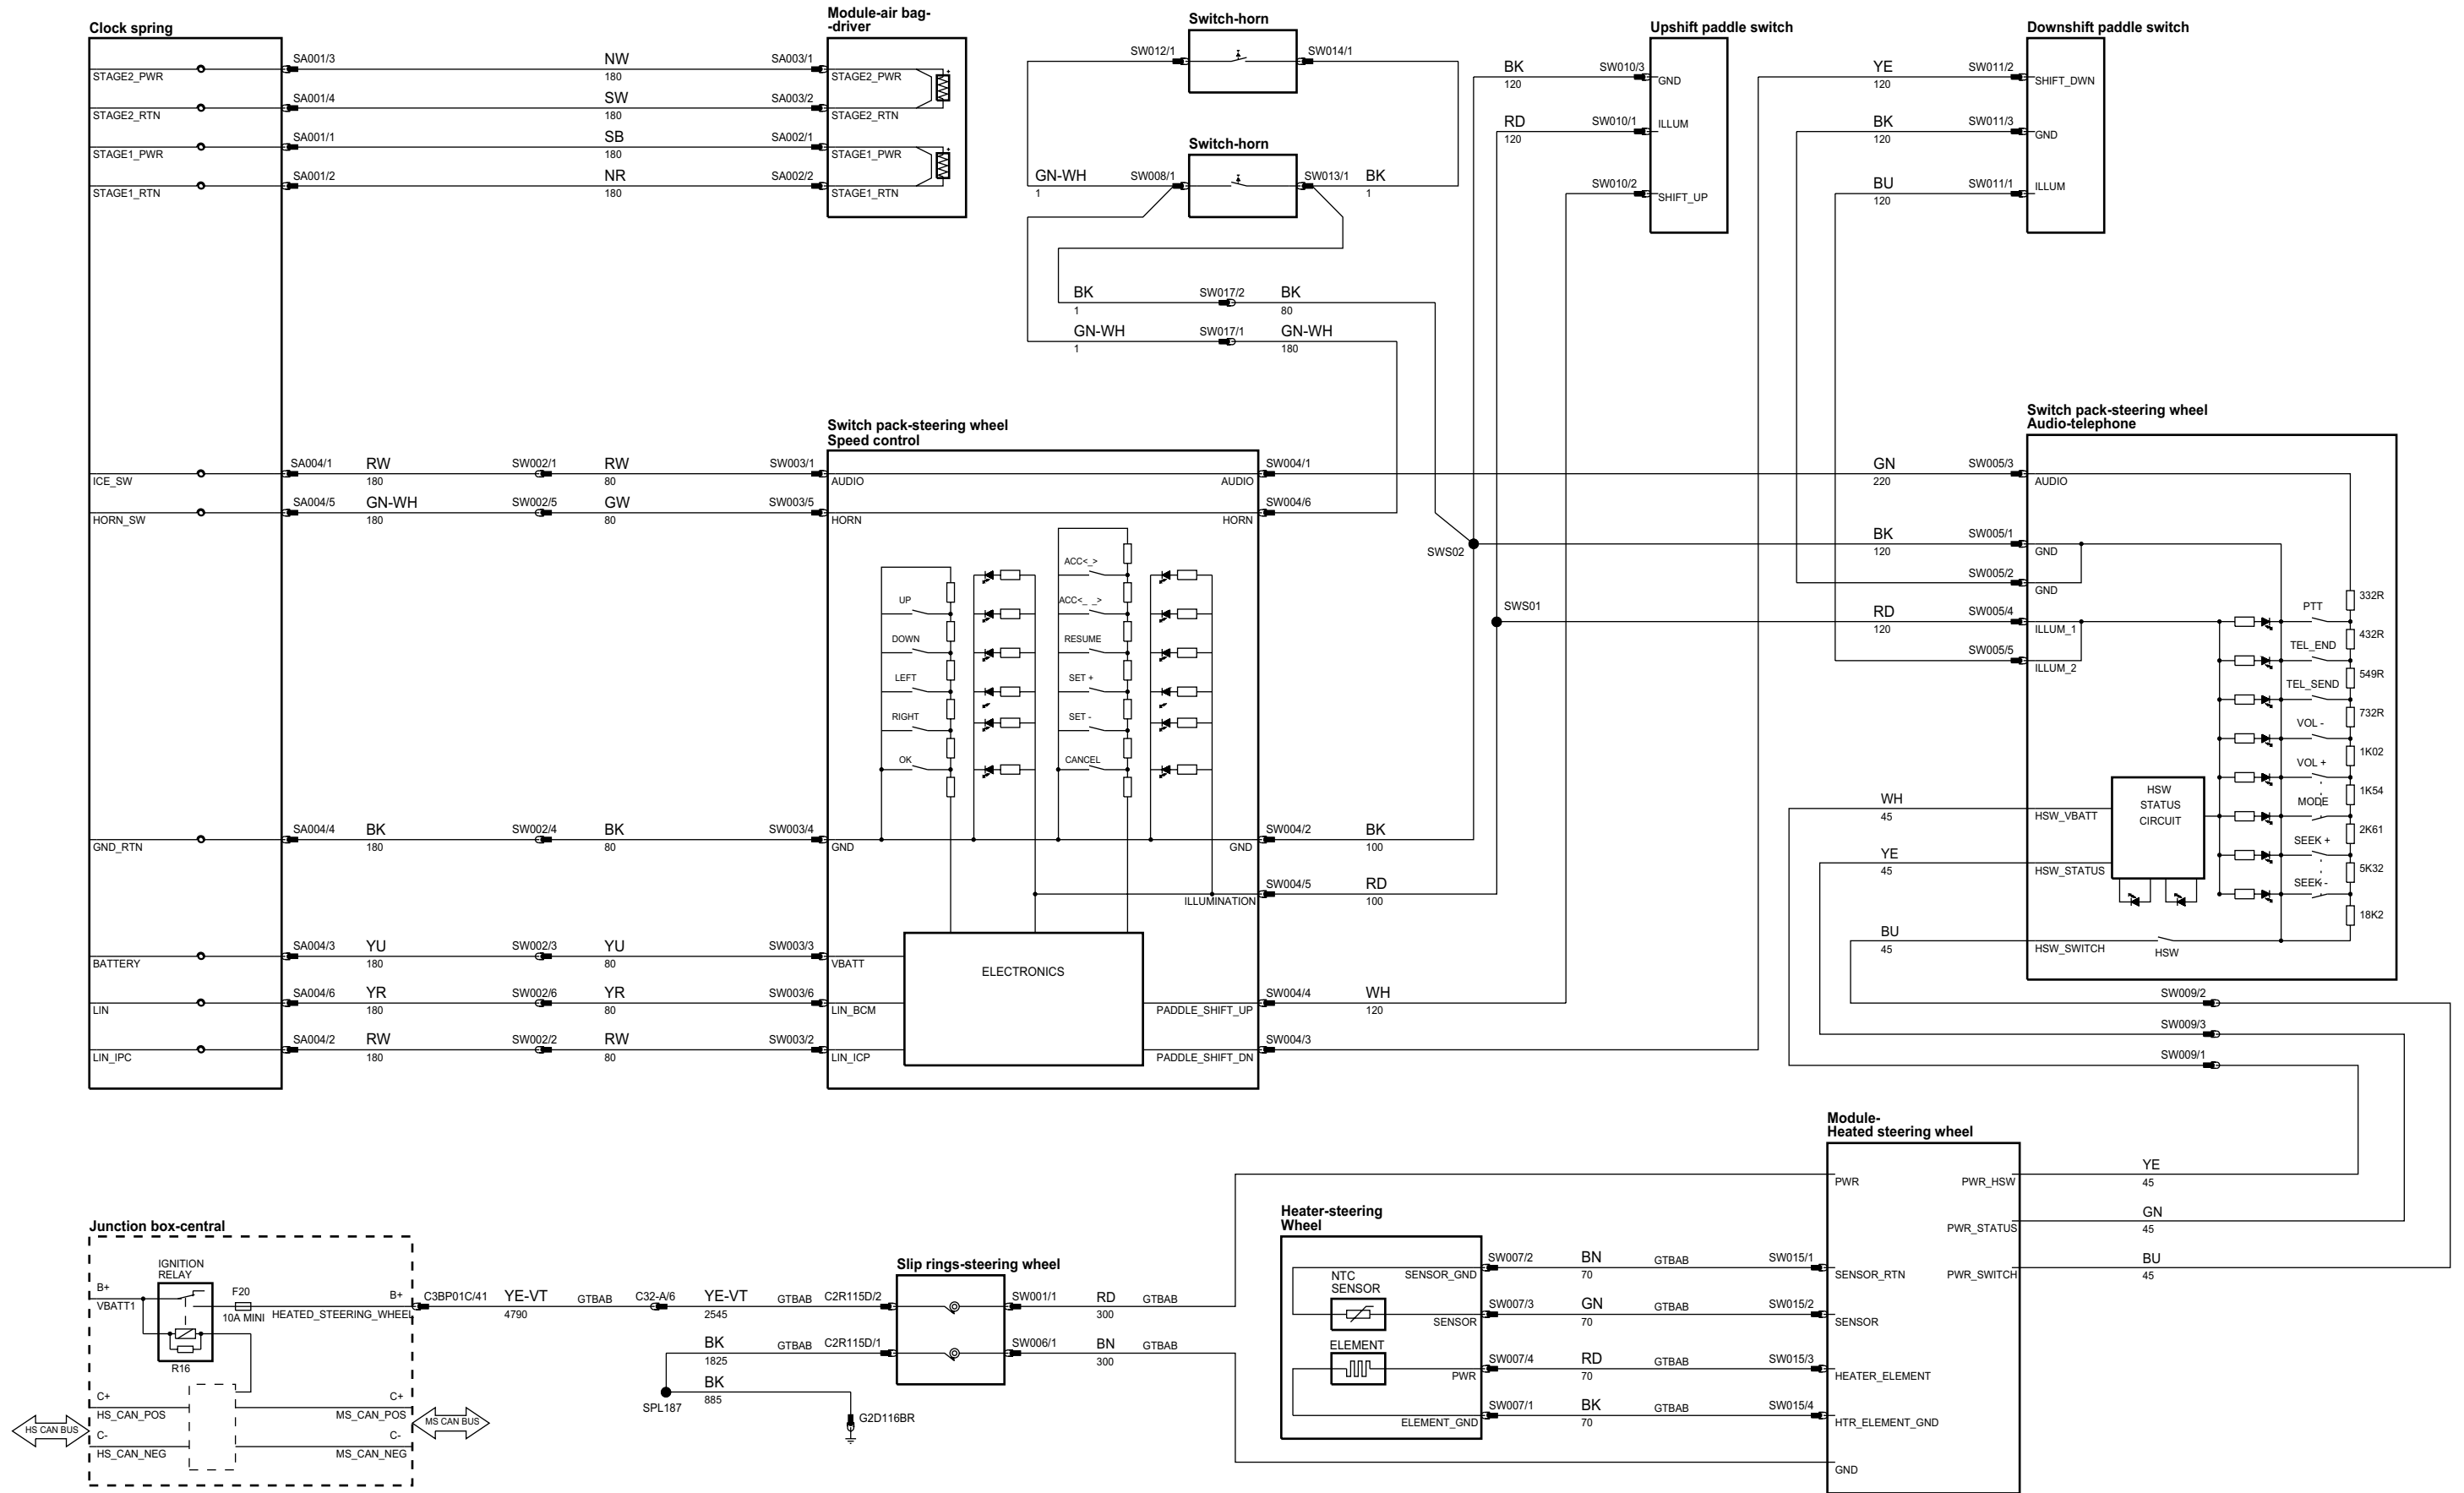 Clock spring
STAGE2_PWR
STAGE2_RTN
STAGE1_PWR
STAGE1_RTN
ICE_SW
HORN_SW
GND_RTN
BATTERY
LIN
LIN_IPC
SA001/3
NW
180
SA003/1
SA001/4
SW
180
SA003/2
SA001/1
SB
180
SA002/1
SA001/2
NR
180
SA002/2
Module-air bag-
-driver
STAGE2_PWR
STAGE2_RTN
STAGE1_PWR
STAGE1_RTN
Switch-horn
SW012/1
SW014/1
Switch-horn
GN-WH
1
SW008/1
SW013/1
BK
1
BK
1
SW017/2
BK
80
GN-WH
1
SW017/1
GN-WH
180
Upshift paddle switch
BK
120
SW010/3
GND
RD
120
SW010/1
ILLUM
SW010/2
SHIFT_UP
Downshift paddle switch
YE
120
SW011/2
SHIFT_DWN
BK
120
SW011/3
GND
BU
120
SW011/1
ILLUM
SA004/1
RW
180
SW002/1
RW
80
SW003/1
SA004/5
GN-WH
180
SW002/5
GW
80
SW003/5
SA004/4
BK
180
SW002/4
BK
80
SW003/4
SA004/3
YU
180
SW002/3
YU
80
SW003/3
SA004/6
YR
180
SW002/6
YR
80
SW003/6
SA004/2
RW
180
SW002/2
RW
80
SW003/2
Switch pack-steering wheel
Speed control
AUDIO
AUDIO
HORN
HORN
UP
DOWN
LEFT
RIGHT
OK
ACC<_>
ACC<_ _>
RESUME
SET +
SET -
CANCEL
GND
GND
ILLUMINATION
VBATT
LIN_BCM
LIN_ICP
ELECTRONICS
PADDLE_SHIFT_UP
PADDLE_SHIFT_DN
SW004/1
SW004/6
SW004/2
BK
100
SW004/5
RD
100
SW004/4
WH
120
SW004/3
SWS02
SWS01
GN
220
SW005/3
BK
120
SW005/1
SW005/2
RD
120
SW005/4
SW005/5
WH
45
YE
45
BU
45
Switch pack-steering wheel
Audio-telephone
AUDIO
GND
GND
ILLUM_1
ILLUM_2
HSW_VBATT
HSW_STATUS
HSW_SWITCH
HSW
STATUS
CIRCUIT
HSW
PTT
TEL_END
TEL_SEND
VOL -
VOL +
MODE
SEEK +
SEEK -
332R
432R
549R
732R
1K02
1K54
2K61
5K32
18K2
SW009/2
SW009/3
SW009/1
Module-
Heated steering wheel
PWR
PWR_HSW
PWR_STATUS
PWR_SWITCH
SENSOR_RTN
SENSOR
HEATER_ELEMENT
HTR_ELEMENT_GND
GND
YE
45
GN
45
BU
45
Heater-steering
Wheel
NTC
SENSOR
ELEMENT
SENSOR_GND
SENSOR
PWR
ELEMENT_GND
SW007/2
BN
70
GTBAB
SW015/1
SW007/3
GN
70
GTBAB
SW015/2
SW007/4
RD
70
GTBAB
SW015/3
SW007/1
BK
70
GTBAB
SW015/4
Junction box-central
IGNITION
RELAY
B+
VBATT1
F20
10A MINI
B+
HEATED_STEERING_WHEEL
R16
C+
HS_CAN_POS
C-
HS_CAN_NEG
C+
MS_CAN_POS
C-
MS_CAN_NEG
HS CAN BUS
MS CAN BUS
C3BP01C/41
YE-VT
4790
GTBAB
C32-A/6
YE-VT
2545
GTBAB
C2R115D/2
BK
1825
GTBAB
C2R115D/1
BK
885
SPL187
G2D116BR
Slip rings-steering wheel
SW001/1
RD
300
GTBAB
SW006/1
BN
300
GTBAB